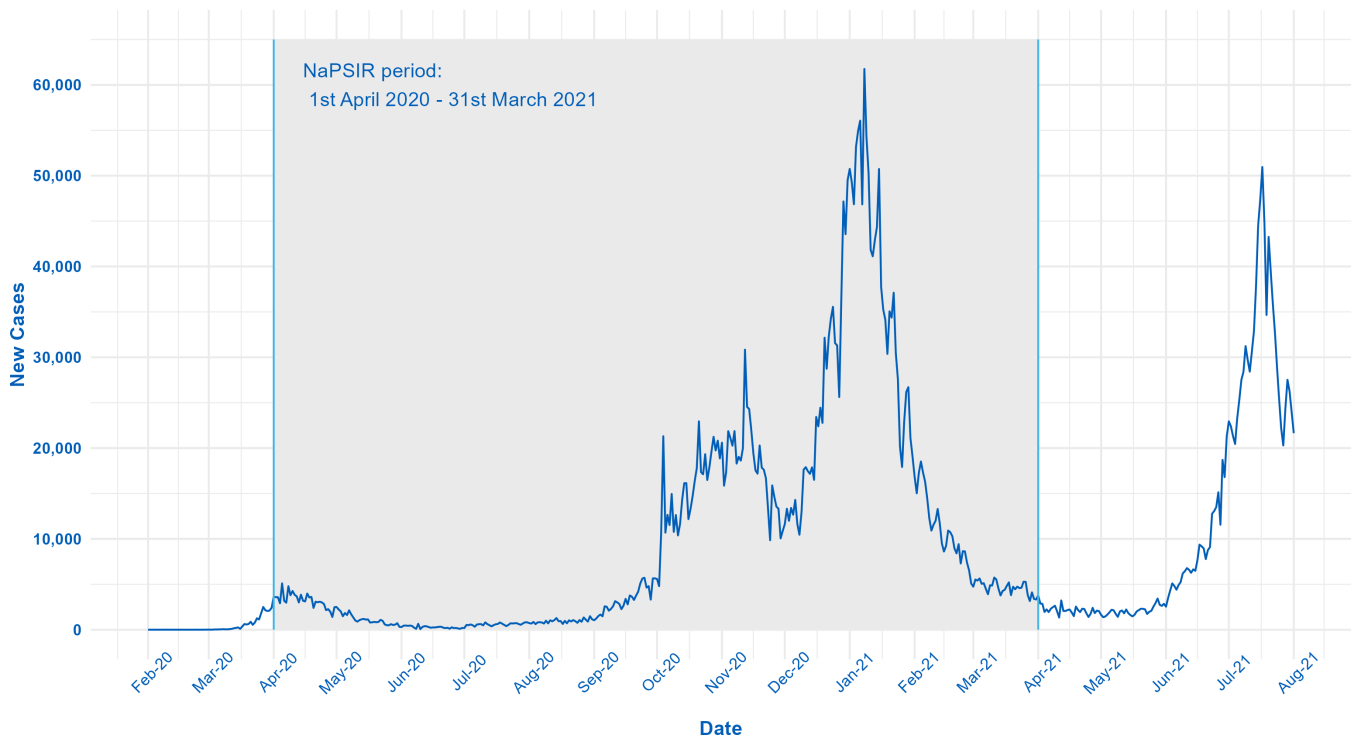 NaPSIR period:
1st April 2020 - 31st March 2021
60,000
50,000
40,000
30,000
20,000
10,000
0
New Cases
Feb-20
Mar-20
Apr-20
May-20
Jun-20
Jul-20
Aug-20
Sep-20
Oct-20
Nov-20
Dec-20
Jan-21
Feb-21
Mar-21
Apr-21
May-21
Jun-21
Jul-21
Aug-21
Date